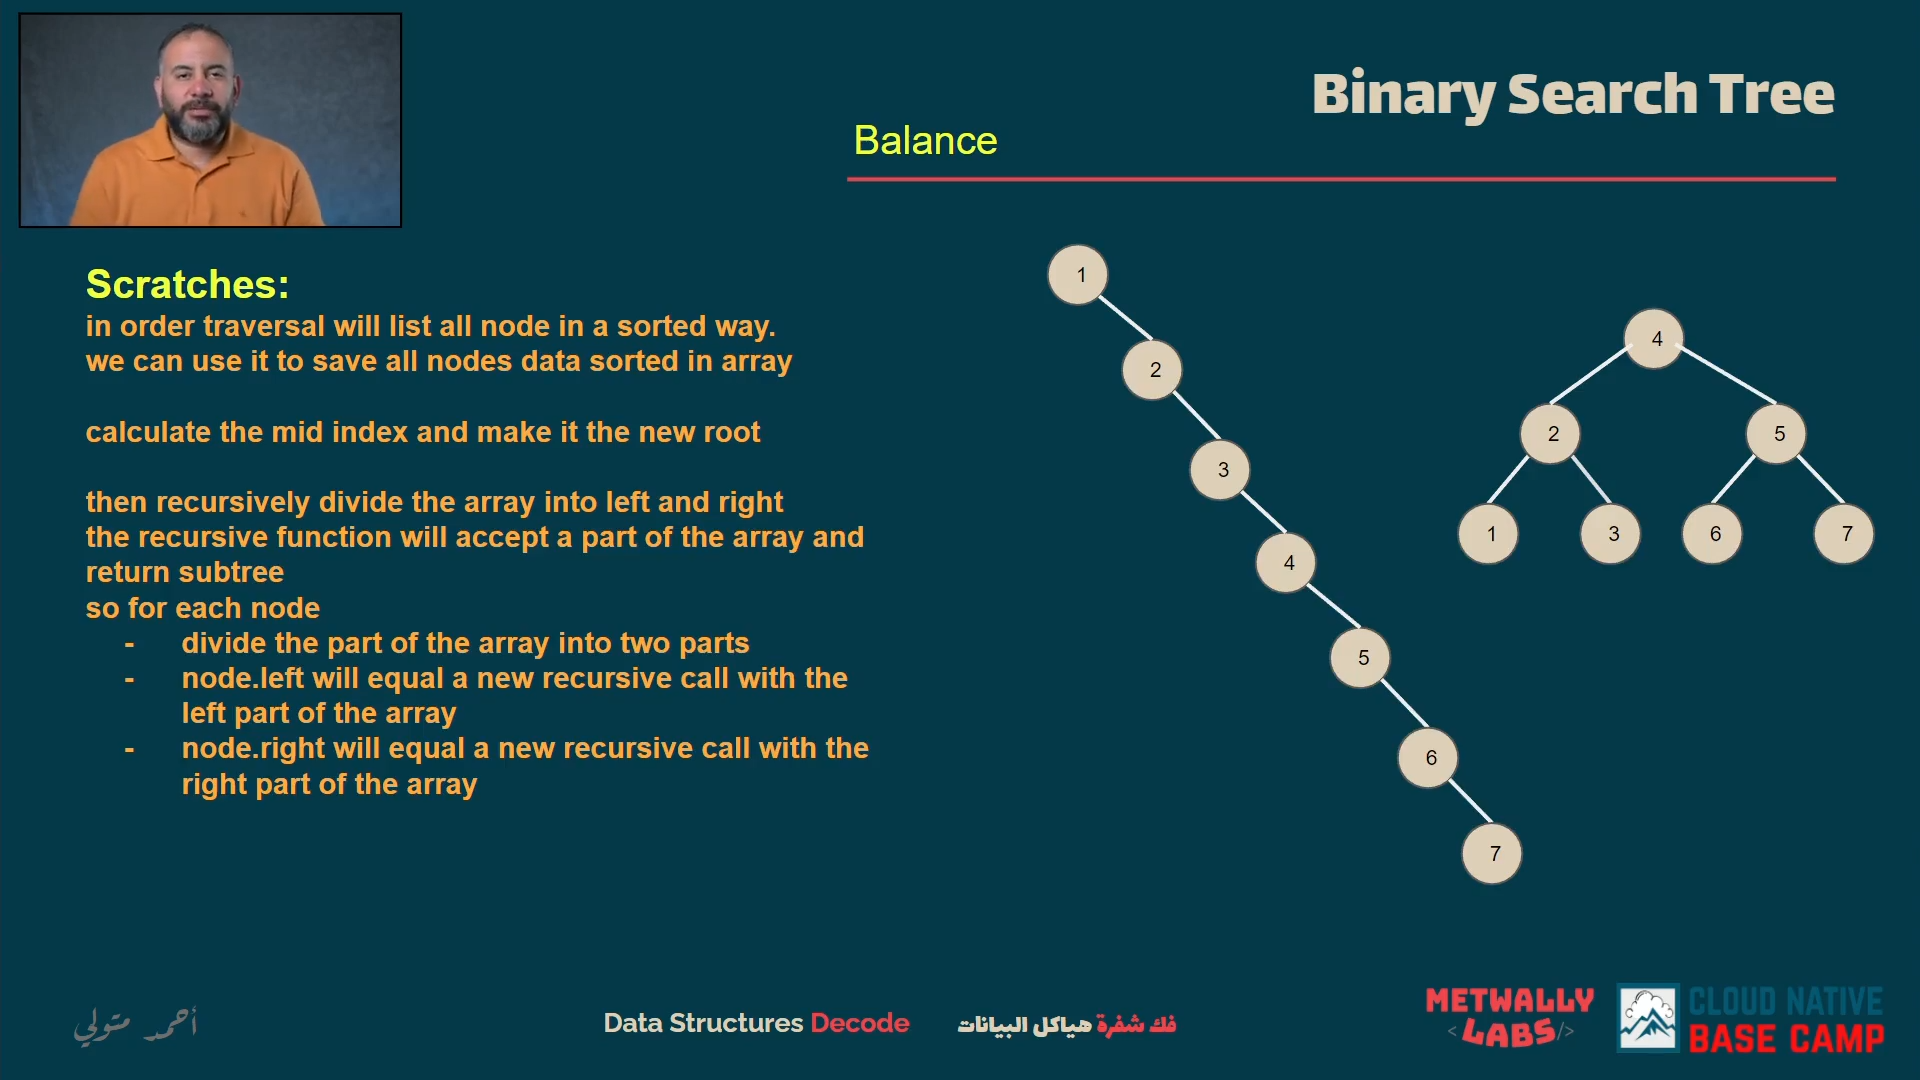 Binary Search Tree
Balance
Scratches:
in order traversal will list all node in a sorted way.
we can use it to save all nodes data sorted in array
calculate the mid index and make it the new root
then recursively divide the array into left and right
the recursive function will accept a part of the array and
return subtree
so for each node
- divide the part of the array into two parts
- node.left will equal a new recursive call with the
left part of the array
- node.right will equal a new recursive call with the
right part of the array
1
2
3
4
5
6
7
4
2 5
1 3 6 7
أحمد متولي
Data Structures Decode
فك شفرة هياكل البيانات
METWALLY
<LABS/>
CLOUD NATIVE
BASE CAMP